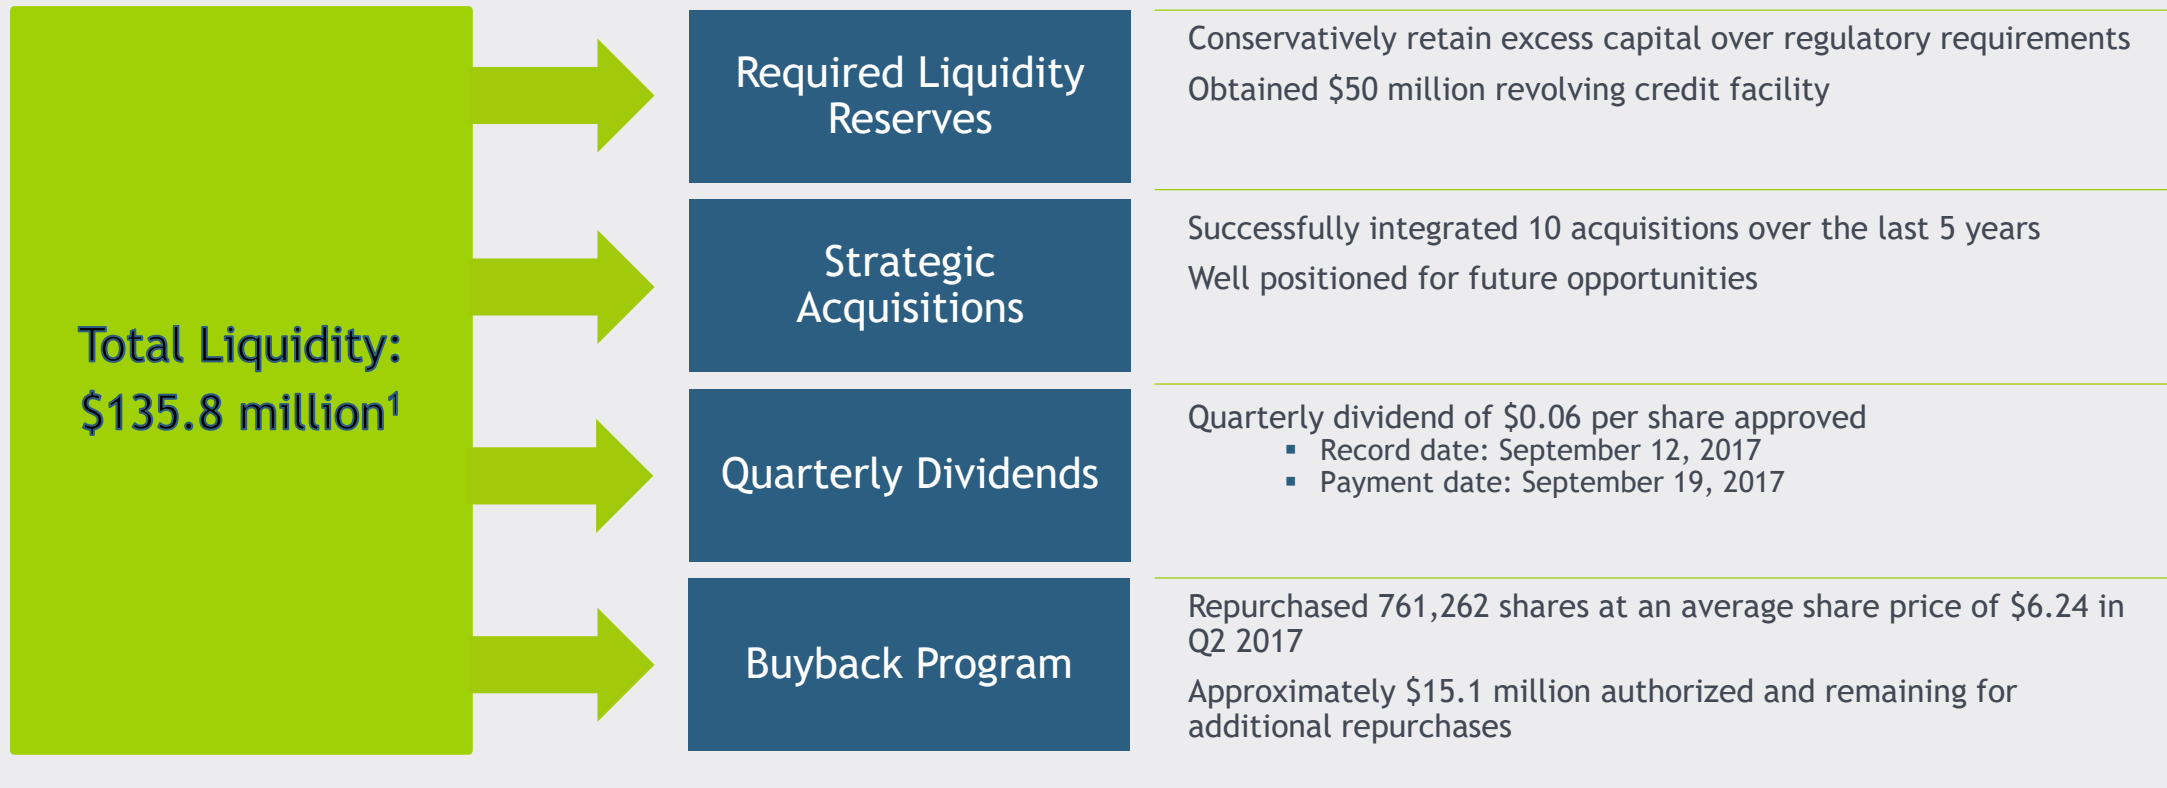 Total Liquidity:
$135.8 million¹
Required Liquidity
Reserves
Conservatively retain excess capital over regulatory requirements
Obtained $50 million revolving credit facility
Strategic
Acquisitions
Successfully integrated 10 acquisitions over the last 5 years
Well positioned for future opportunities
Quarterly Dividends
Quarterly dividend of $0.06 per share approved
▪ Record date: September 12, 2017
▪ Payment date: September 19, 2017
Buyback Program
Repurchased 761,262 shares at an average share price of $6.24 in
Q2 2017
Approximately $15.1 million authorized and remaining for
additional repurchases